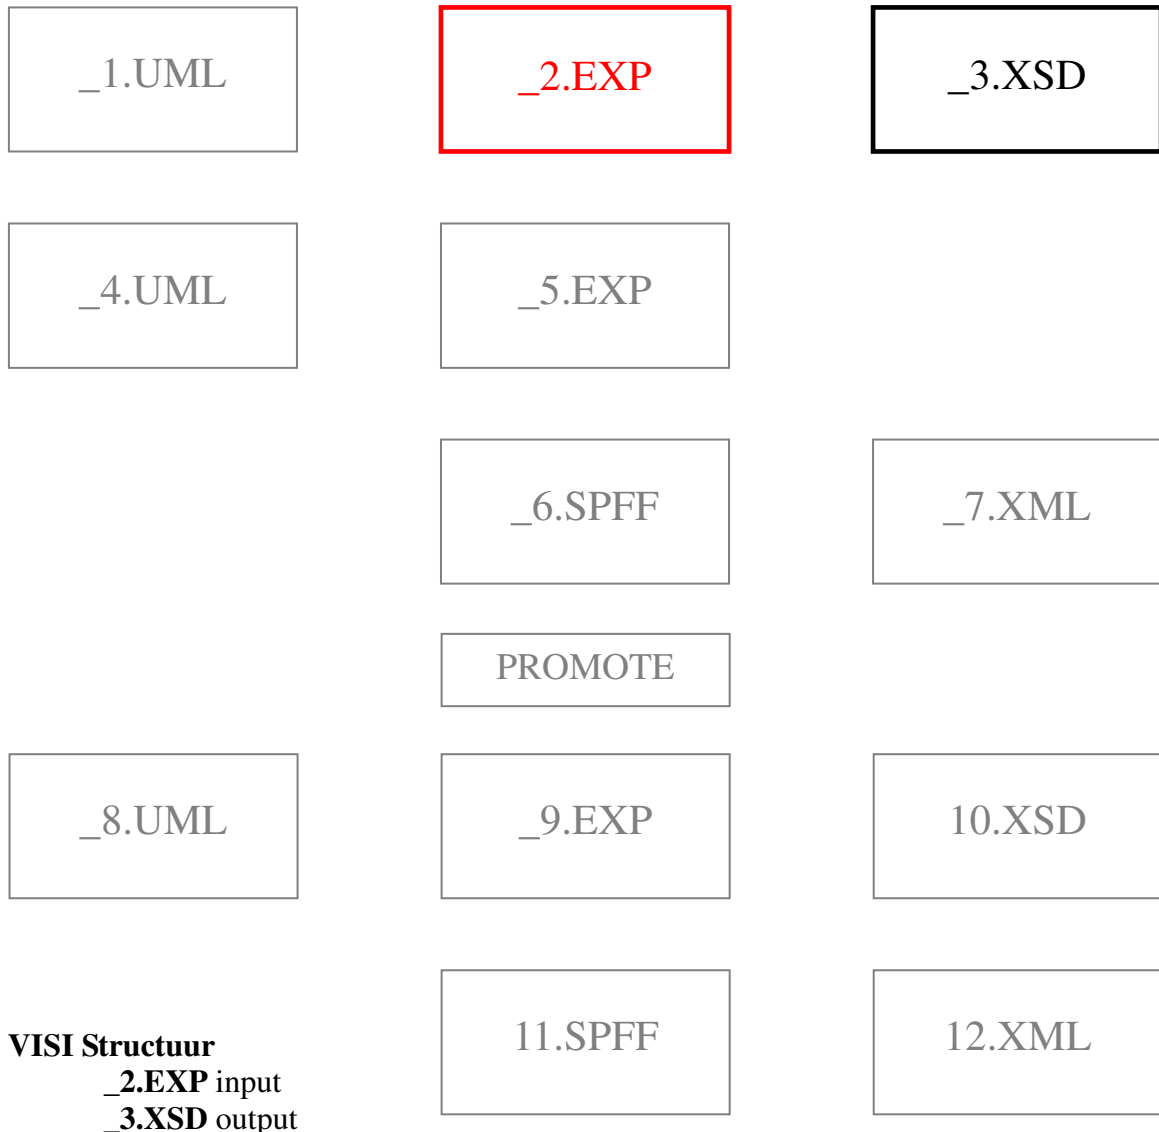 _1.UML
_2.EXP
_3.XSD
_4.UML
_5.EXP
_6.SPFF
_7.XML
PROMOTE
_8.UML
_9.EXP
10.XSD
11.SPFF
12.XML
VISI Structuur
_2.EXP input
_3.XSD output